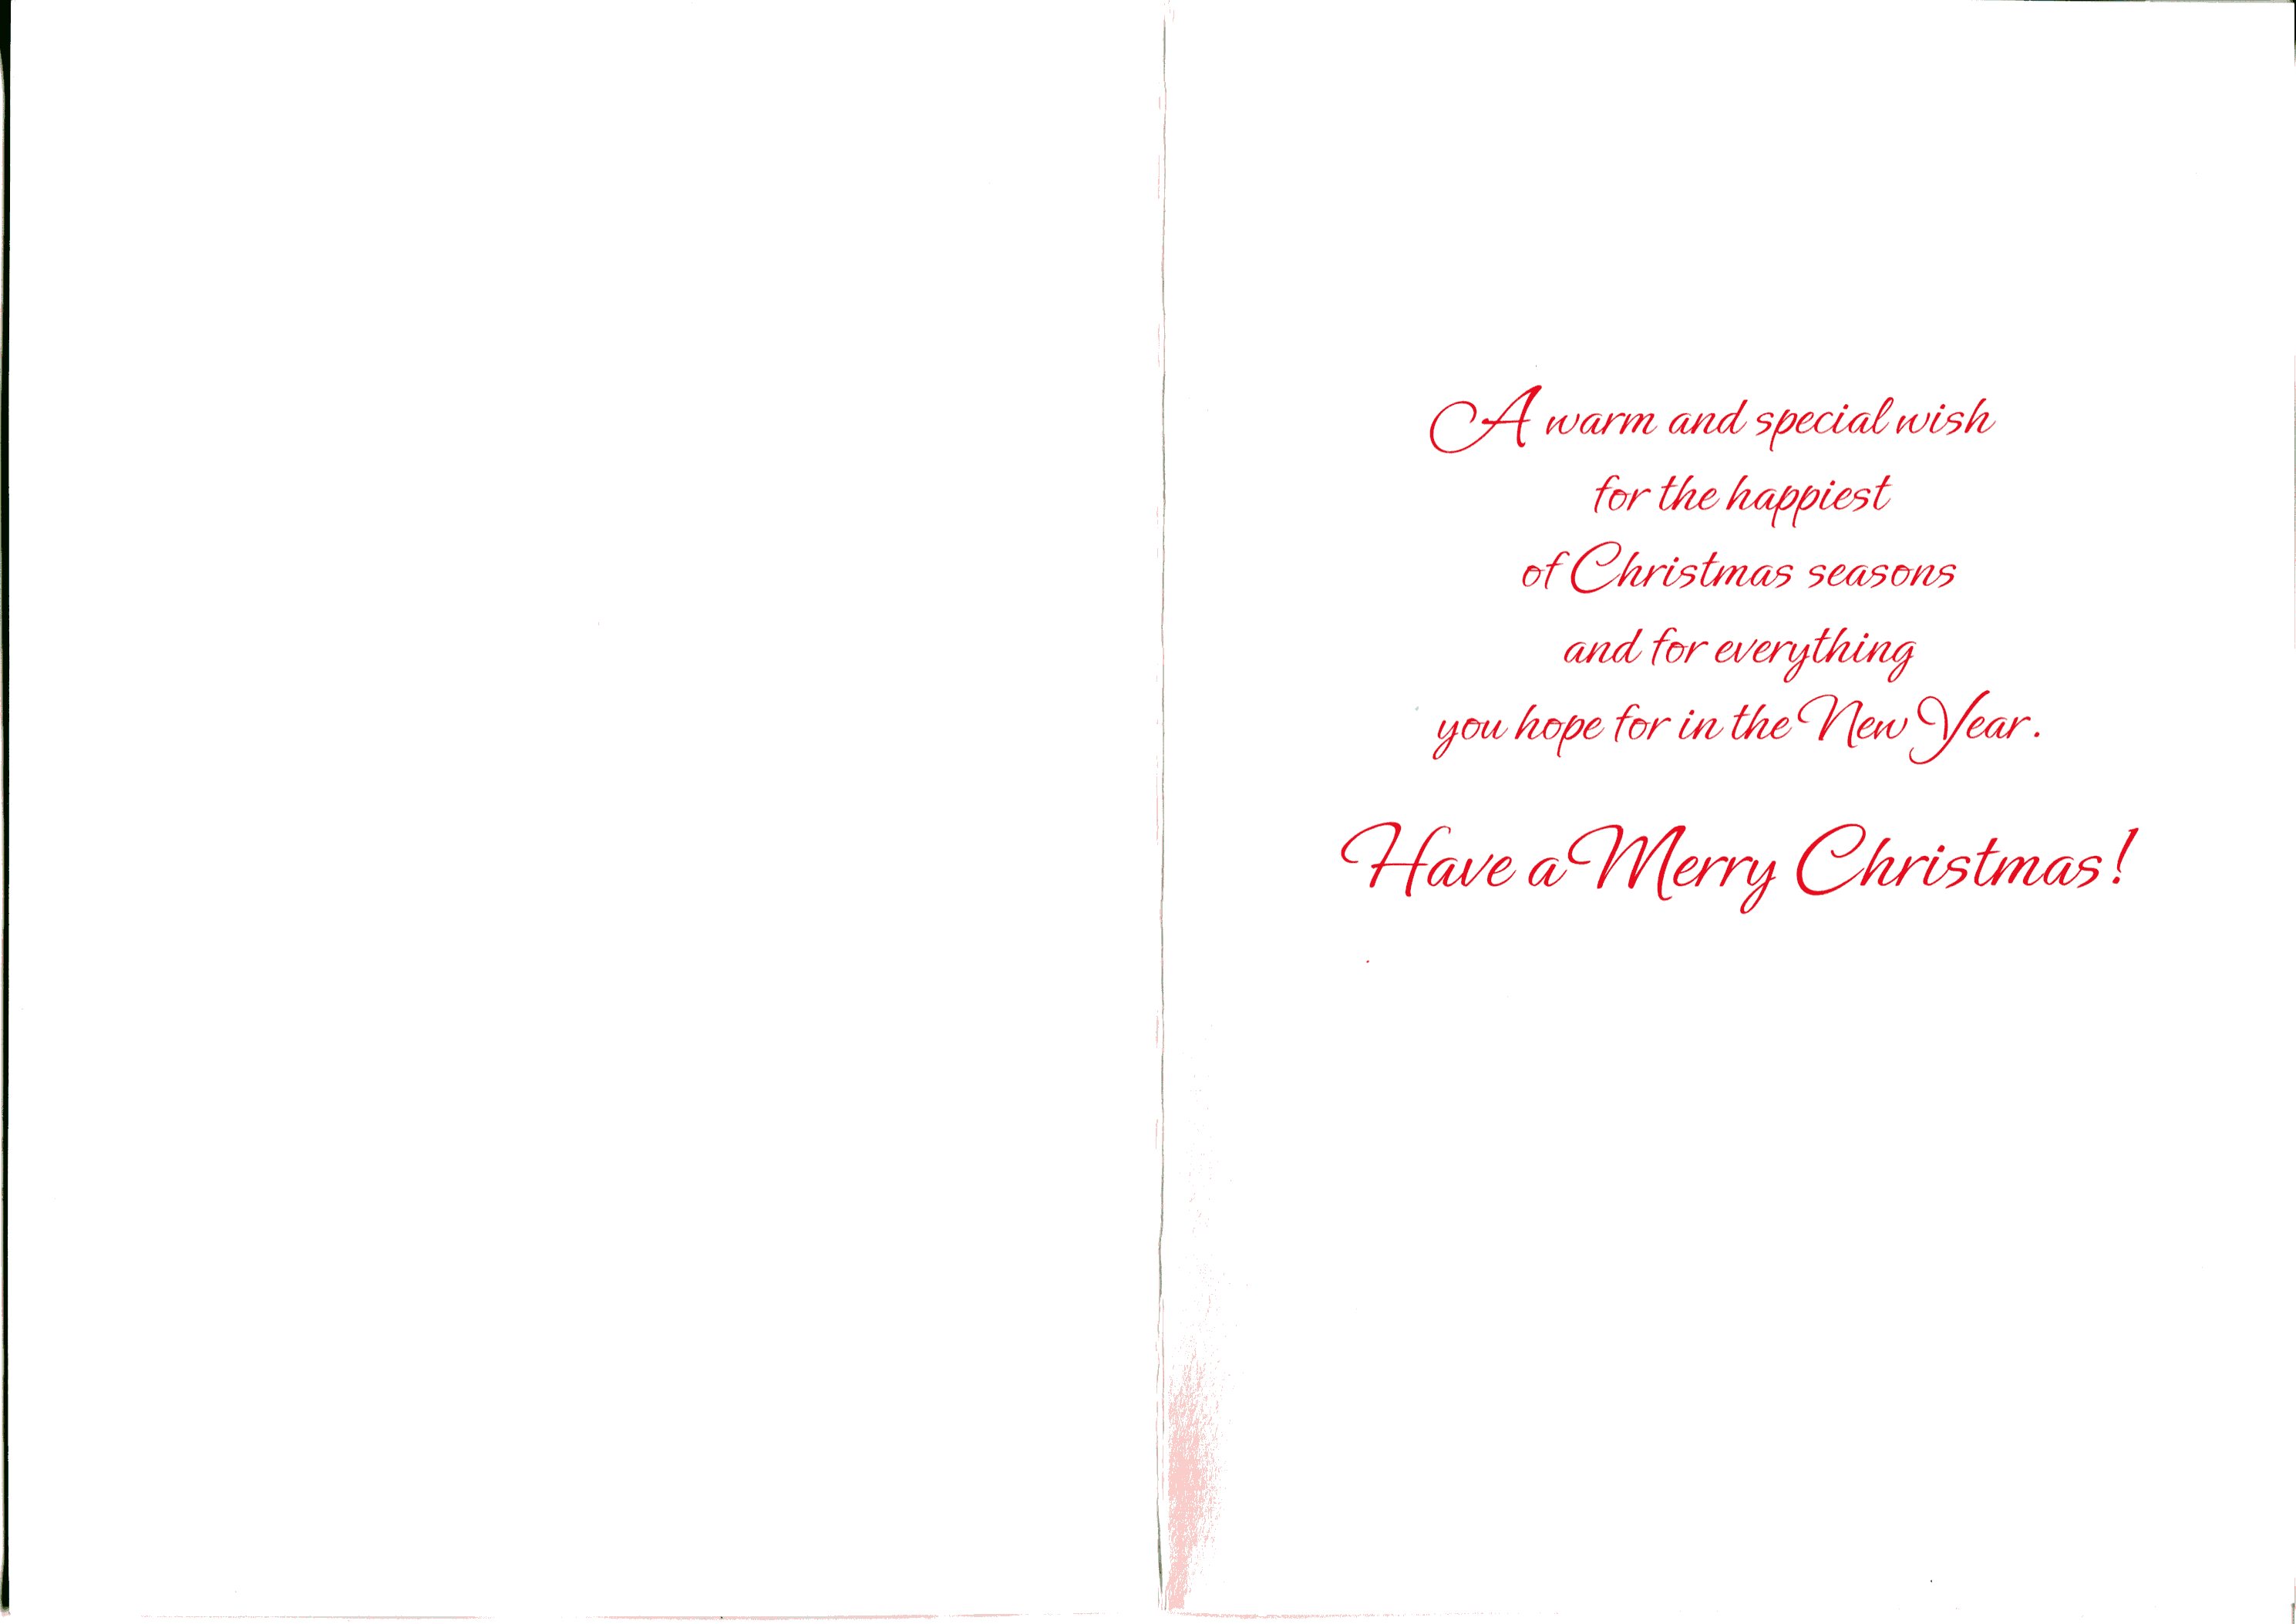 A warm and special wish
for the happiest
of Christmas seasons
and for everything
you hope for in the New Year.
Have a Merry Christmas!